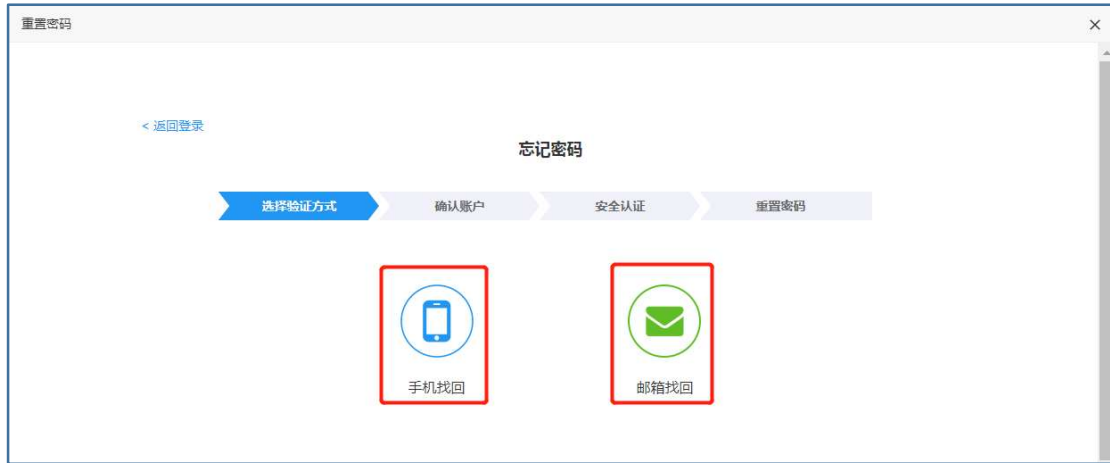 重置密码
< 返回登录
忘记密码
选择验证方式 确认账户 安全认证 重置密码
手机找回 邮箱找回